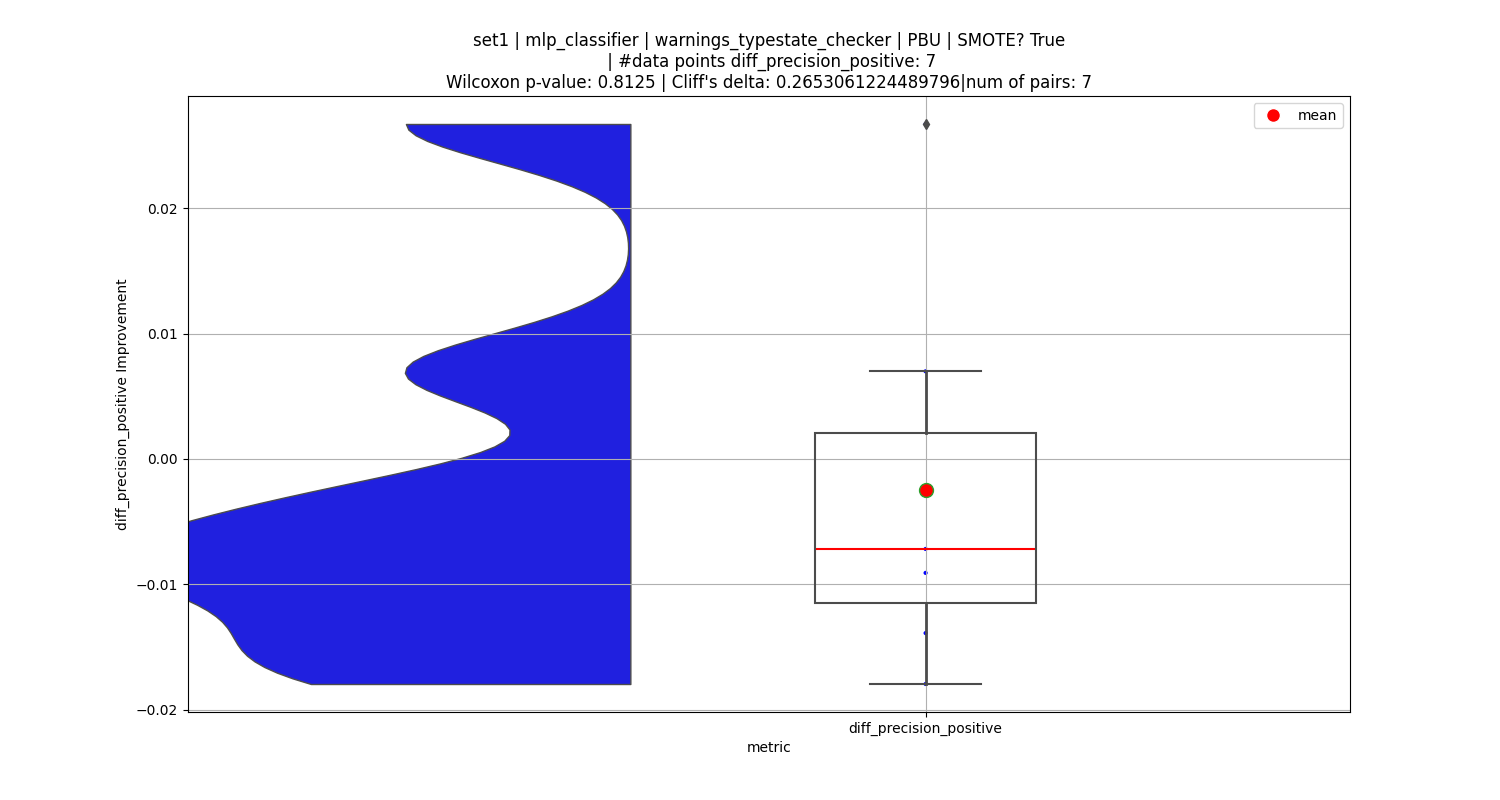 set1 | mlp_classifier | warnings_typestate_checker | PBU | SMOTE? True
| #data points diff_precision_positive: 7
Wilcoxon p-value: 0.8125 | Cliff's delta: 0.2653061224489796|num of pairs: 7
mean
diff_precision_positive Improvement
0.02
0.01
0.00
−0.01
−0.02
diff_precision_positive
metric